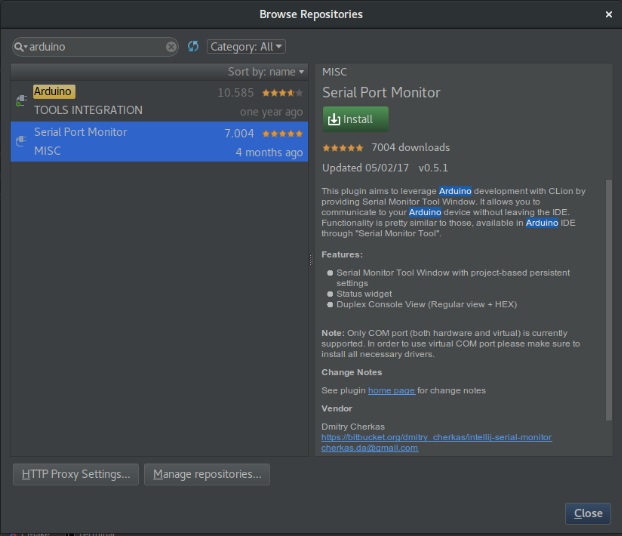 Browse Repositories
arduino
Category: All
Sort by: name
Arduino
10.585
TOOLS INTEGRATION
one year ago
Serial Port Monitor
7.004
MISC
4 months ago
MISC
Serial Port Monitor
Install
7004 downloads
Updated 05/02/17 v0.5.1
This plugin aims to leverage Arduino development with CLion by
providing Serial Monitor Tool Window. It allows you to
communicate to your Arduino device without leaving the IDE.
Functionality is pretty similar to those, available in Arduino IDE
through "Serial Monitor Tool".
Features:
Serial Monitor Tool Window with project-based persistent
settings
Status widget
Duplex Console View (Regular view + HEX)
Note: Only COM port (both hardware and virtual) is currently
supported. In order to use virtual COM port please make sure to
install all necessary drivers.
Change Notes
See plugin home page for change notes
Vendor
Dmitry Cherkas
https://bitbucket.org/dmitry_cherkas/intellij-serial-monitor
cherkas.da@gmail.com
HTTP Proxy Settings...
Manage repositories...
Close